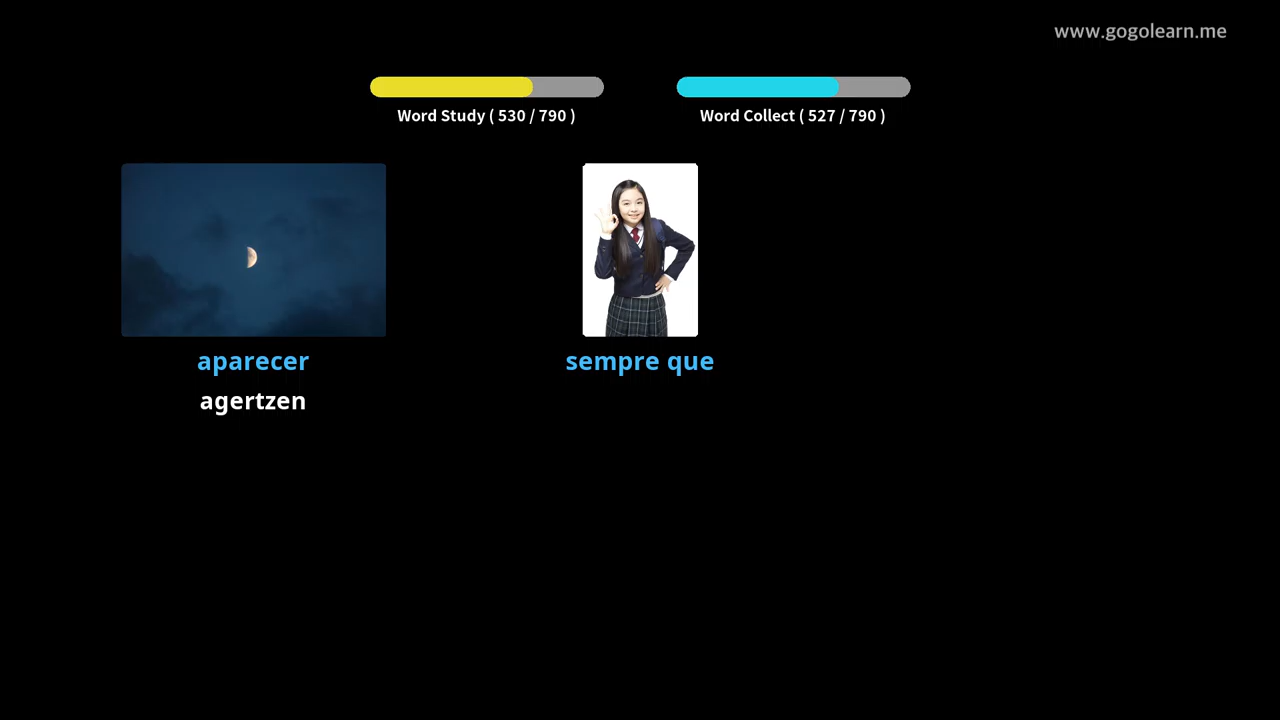 www.gogolearn.me
Word Study ( 530 / 790 )
Word Collect ( 527 / 790 )
aparecer
agertzen
sempre que